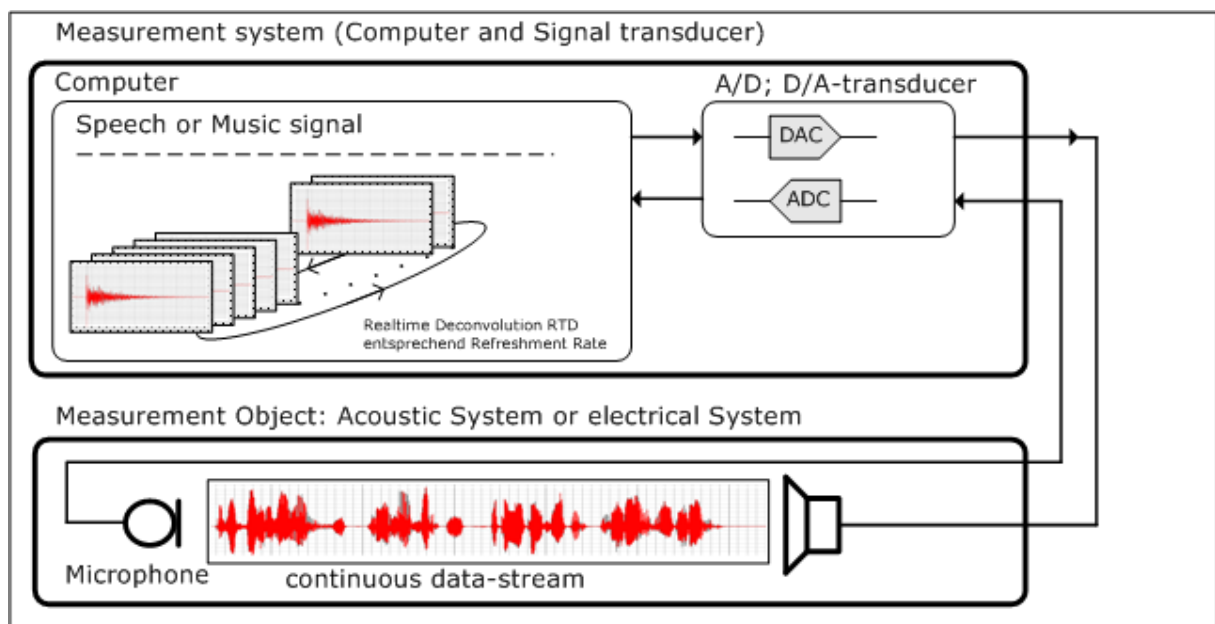 Measurement system (Computer and Signal transducer)
Computer
A/D; D/A-transducer
Speech or Music signal
DAC
ADC
Realtime Deconvolution RTD
entsprechend Refreshment Rate
Measurement Object: Acoustic System or electrical System
Microphone
continuous data-stream